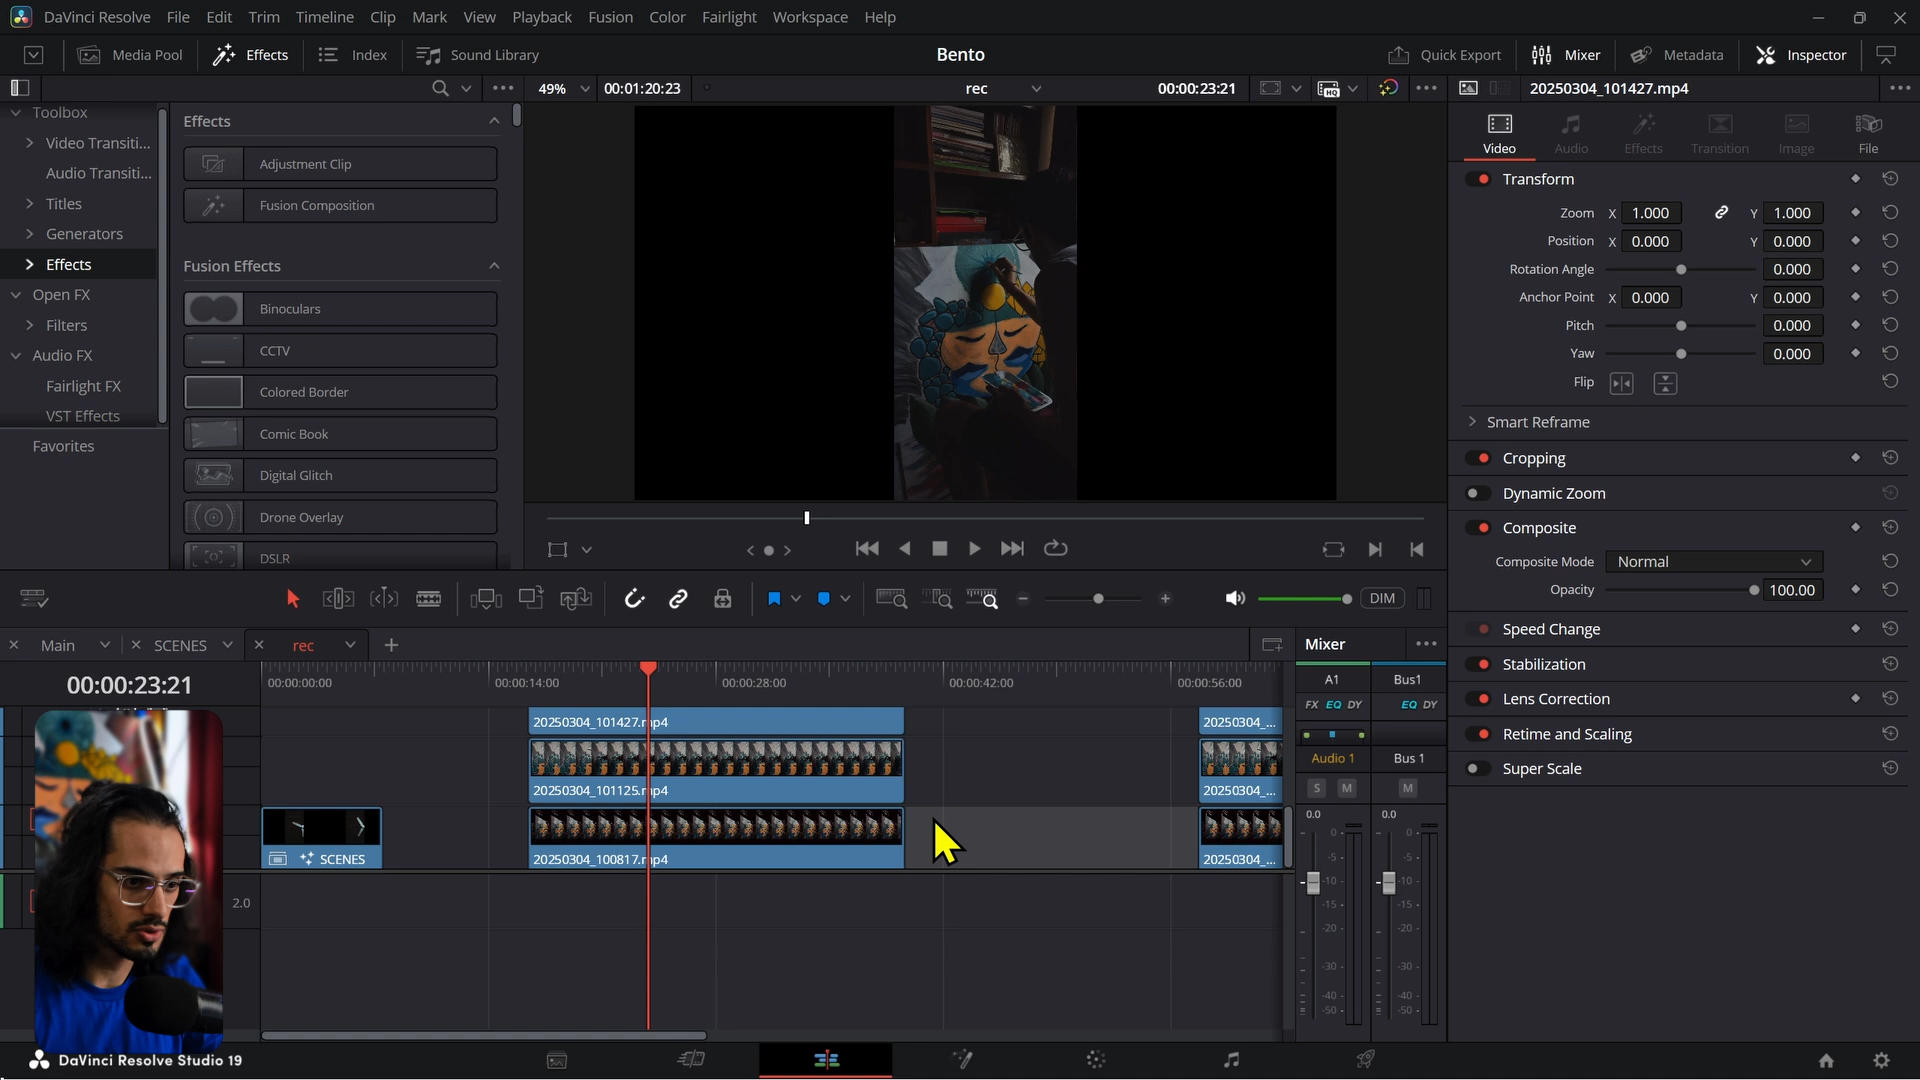 DaVinci Resolve File Edit Trim Timeline Clip Mark View Playback Fusion Color Fairlight Workspace Help
Media Pool Effects Index Sound Library Bento Quick Export Mixer Metadata Inspector
49% 00:01:20:23 rec 00:00:23:21 20250304_101427.mp4
Toolbox
Video Transiti...
Audio Transiti...
Titles
Generators
Effects
Open FX
Filters
Audio FX
Fairlight FX
VST Effects
Favorites
Effects
Adjustment Clip
Fusion Composition
Fusion Effects
Binoculars
CCTV
Colored Border
Comic Book
Digital Glitch
Drone Overlay
DSLR
Video Audio Effects Transition Image File
Transform
Zoom X 1.000 Y 1.000
Position X 0.000 Y 0.000
Rotation Angle 0.000
Anchor Point X 0.000 Y 0.000
Pitch 0.000
Yaw 0.000
Flip
Smart Reframe
Cropping
Dynamic Zoom
Composite
Composite Mode Normal
Opacity 100.00
Speed Change
Stabilization
Lens Correction
Retime and Scaling
Super Scale
DIM
Main SCENES rec
00:00:23:21
00:00:00:00 00:00:14:00 00:00:28:00 00:00:42:00 00:00:56:00
20250304_101427.mp4 20250304_...
20250304_101125.mp4 20250304_...
SCENES
20250304_100817.mp4 20250304_...
2.0
Mixer
A1 Bus1
FX EQ DY EQ DY
Audio 1 Bus 1
S M M
0.0 0.0
0 0
-5 -5
-10 -10
-15 -15
-20 -20
-30 -30
-40 -40
-50 -50
DaVinci Resolve Studio 19